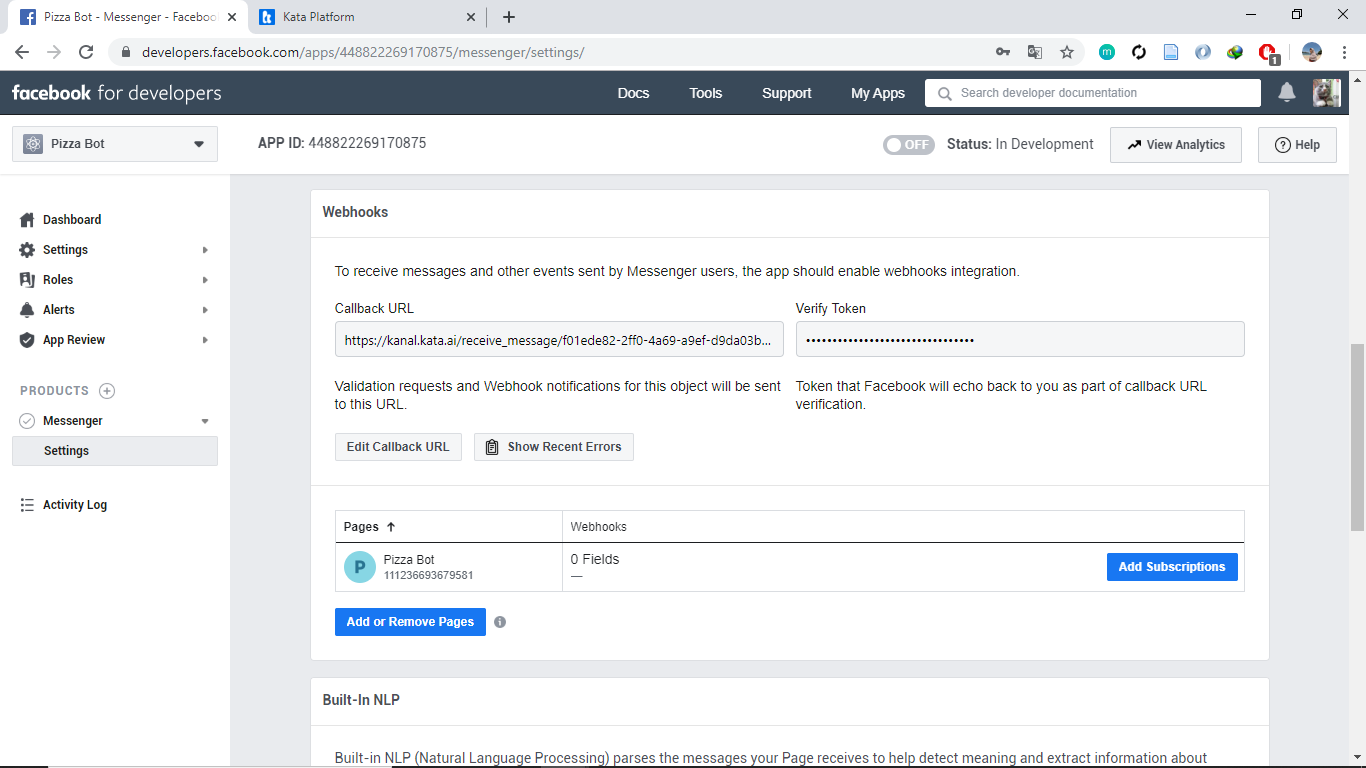 Pizza Bot - Messenger - Faceboo
Kata Platform
developers.facebook.com/apps/448822269170875/messenger/settings/
m
1
facebook for developers
Docs
Tools
Support
My Apps
Search developer documentation
Pizza Bot
APP ID: 448822269170875
OFF
Status: In Development
View Analytics
Help
Dashboard
Settings
Roles
Alerts
App Review
PRODUCTS
Messenger
Settings
Activity Log
Webhooks
To receive messages and other events sent by Messenger users, the app should enable webhooks integration.
Callback URL
Verify Token
https://kanal.kata.ai/receive_message/f01ede82-2ff0-4a69-a9ef-d9da03b...
••••••••••••••••••••••••••••••••
Validation requests and Webhook notifications for this object will be sent
to this URL.
Token that Facebook will echo back to you as part of callback URL
verification.
Edit Callback URL
Show Recent Errors
Pages ↑
Webhooks
P
Pizza Bot
111236693679581
0 Fields
—
Add Subscriptions
Add or Remove Pages
Built-In NLP
Built-in NLP (Natural Language Processing) parses the messages your Page receives to help detect meaning and extract information about